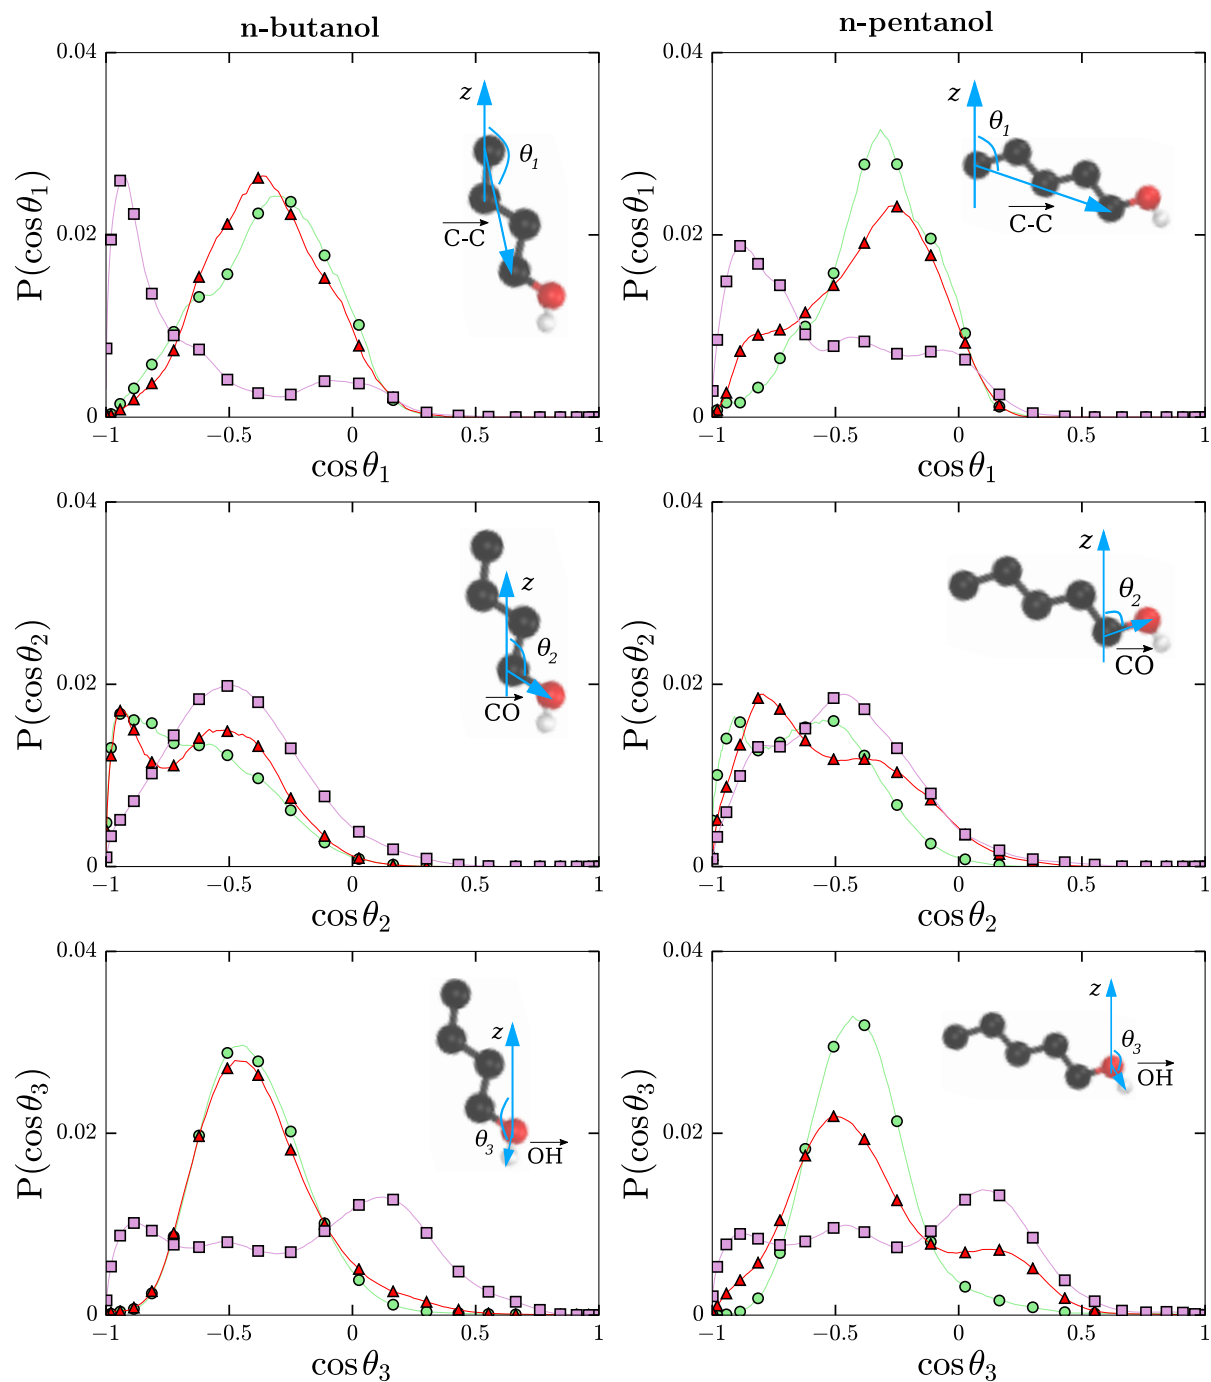 n-butanol
n-pentanol
0.04
0.02
0
−1
−0.5
0
0.5
1
P(cosθ1)
cosθ1
z
θ1
C-C
0.04
0.02
0
−1
−0.5
0
0.5
1
P(cosθ1)
cosθ1
z
θ1
C-C
0.04
0.02
0
−1
−0.5
0
0.5
1
P(cosθ2)
cosθ2
z
θ2
CO
0.04
0.02
0
−1
−0.5
0
0.5
1
P(cosθ2)
cosθ2
z
θ2
CO
0.04
0.02
0
−1
−0.5
0
0.5
1
P(cosθ3)
cosθ3
z
θ3
OH
0.04
0.02
0
−1
−0.5
0
0.5
1
P(cosθ3)
cosθ3
z
θ3
OH